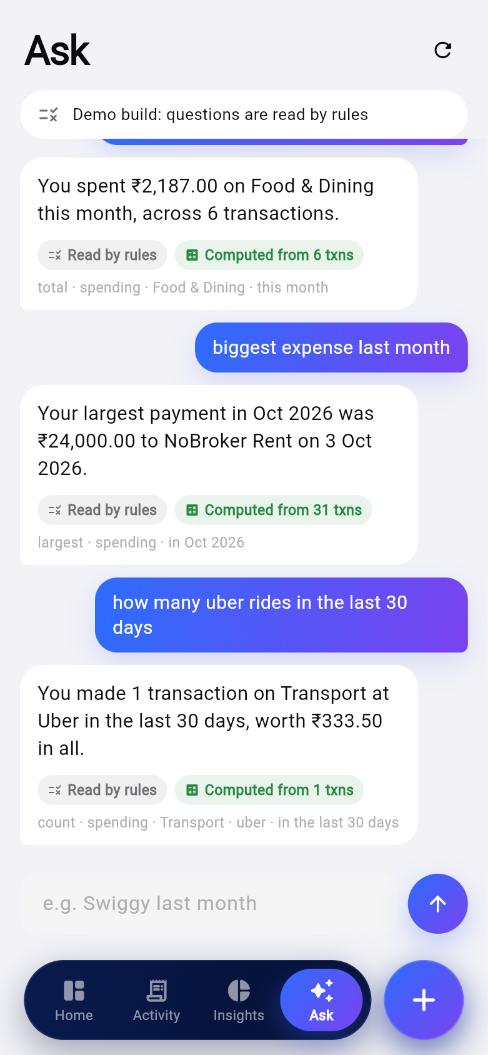 Ask
Demo build: questions are read by rules
You spent ₹2,187.00 on Food & Dining
this month, across 6 transactions.
Read by rules
Computed from 6 txns
total · spending · Food & Dining · this month
biggest expense last month
Your largest payment in Oct 2026 was
₹24,000.00 to NoBroker Rent on 3 Oct
2026.
Read by rules
Computed from 31 txns
largest · spending · in Oct 2026
how many uber rides in the last 30
days
You made 1 transaction on Transport at
Uber in the last 30 days, worth ₹333.50
in all.
Read by rules
Computed from 1 txns
count · spending · Transport · uber · in the last 30 days
e.g. Swiggy last month
Home
Activity
Insights
Ask